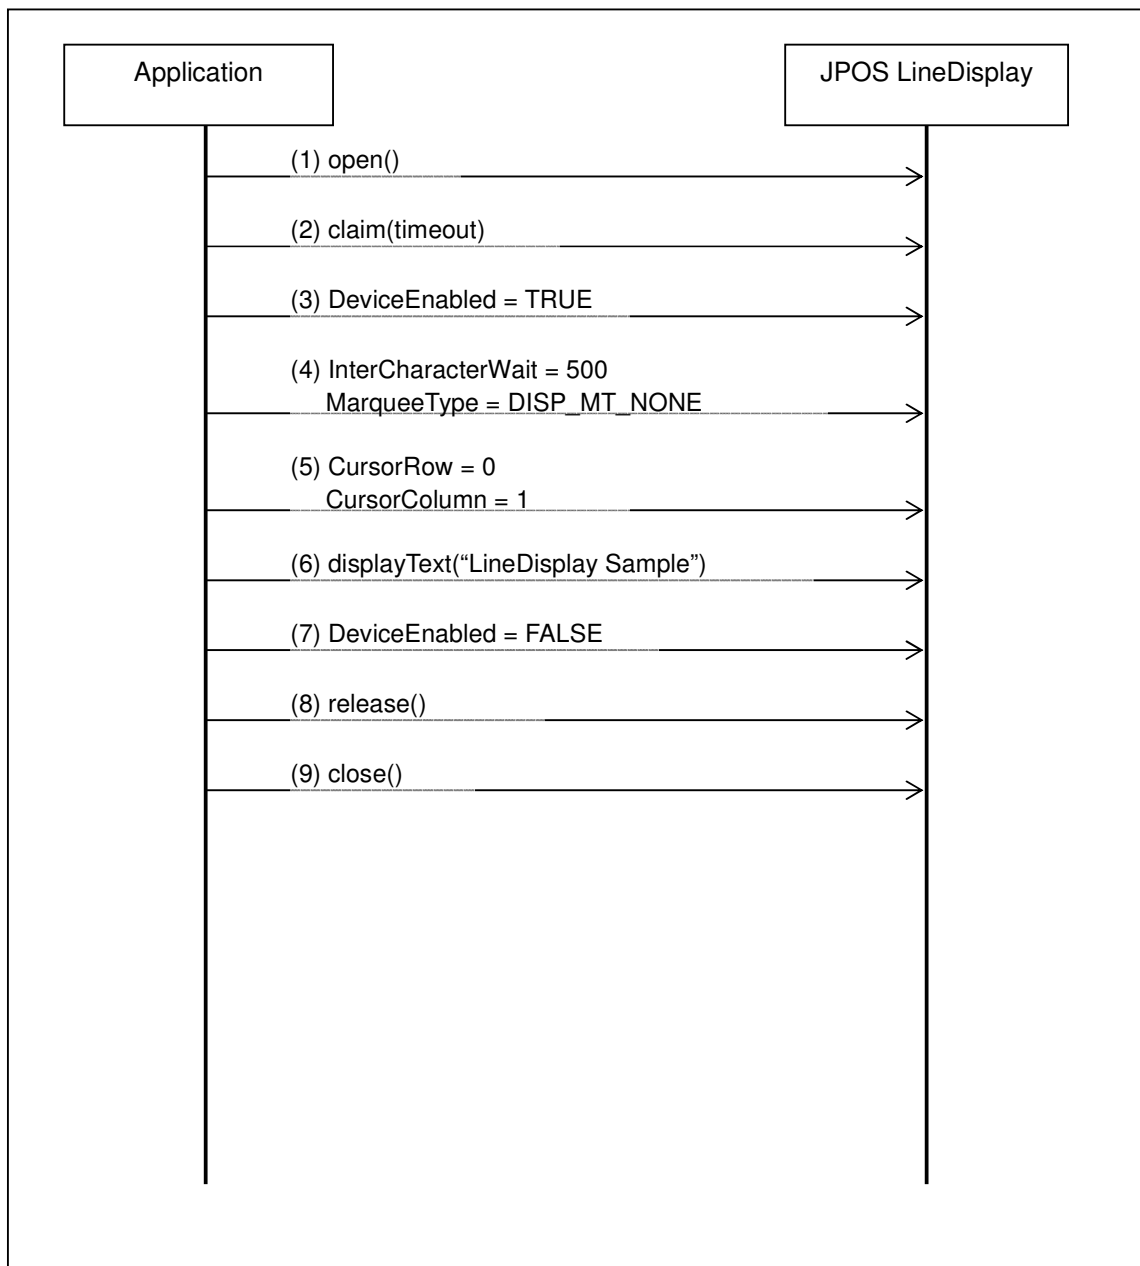 Application
JPOS LineDisplay
(1) open()
(2) claim(timeout)
(3) DeviceEnabled = TRUE
(4) InterCharacterWait = 500
MarqueeType = DISP_MT_NONE
(5) CursorRow = 0
CursorColumn = 1
(6) displayText(“LineDisplay Sample”)
(7) DeviceEnabled = FALSE
(8) release()
(9) close()